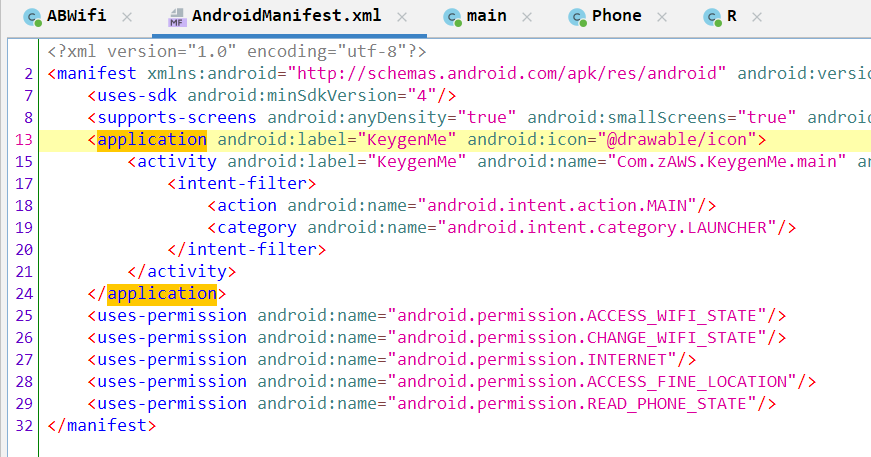 ABWifi AndroidManifest.xml main Phone R
MF
<?xml version="1.0" encoding="utf-8"?>
2 <manifest xmlns:android="http://schemas.android.com/apk/res/android" android:versio
7 <uses-sdk android:minSdkVersion="4"/>
8 <supports-screens android:anyDensity="true" android:smallScreens="true" android
13 <application android:label="KeygenMe" android:icon="@drawable/icon">
15 <activity android:label="KeygenMe" android:name="Com.zAWS.KeygenMe.main" an
17 <intent-filter>
18 <action android:name="android.intent.action.MAIN"/>
19 <category android:name="android.intent.category.LAUNCHER"/>
20 </intent-filter>
21 </activity>
24 </application>
25 <uses-permission android:name="android.permission.ACCESS_WIFI_STATE"/>
26 <uses-permission android:name="android.permission.CHANGE_WIFI_STATE"/>
27 <uses-permission android:name="android.permission.INTERNET"/>
28 <uses-permission android:name="android.permission.ACCESS_FINE_LOCATION"/>
29 <uses-permission android:name="android.permission.READ_PHONE_STATE"/>
32 </manifest>